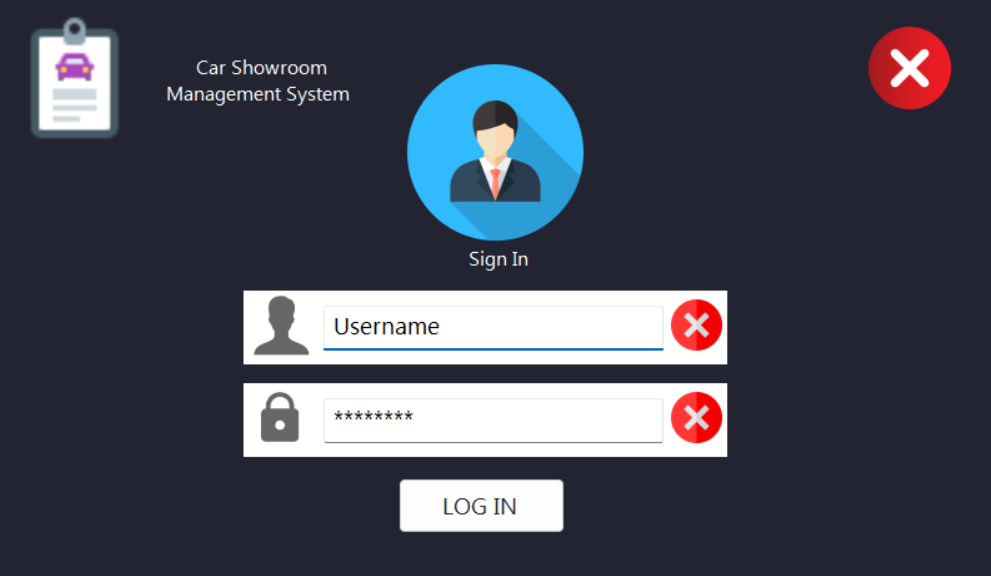 Car Showroom
Management System
Sign In
Username
********
LOG IN